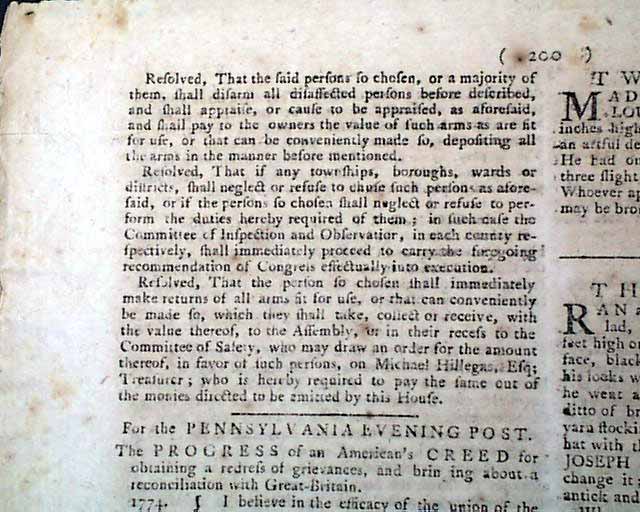 ( 200 )
Resolved, That the said persons so chosen, or a majority of
them, shall disarm all disaffected persons before described,
and shall appraise, or cause to be appraised, as aforesaid,
and shall pay to the owners the value of such arms as are fit
for use, or that can be conveniently made so, depositing all
the arms in the manner before mentioned.
Resolved, That if any townships, boroughs, wards or
districts, shall neglect or refuse to chuse such persons as afore-
said, or if the persons so chosen shall neglect or refuse to per-
form the duties hereby required of them; in such case the
Committee of Inspection and Observation, in each county re-
spectively, shall immediately proceed to carry the foregoing
recommendation of Congress effectually into execution.
Resolved, That the person so chosen shall immediately
make returns of all arms fit for use, or that can conveniently
be made so, which they shall take, collect or receive, with
the value thereof, to the Assembly, or in their recess to the
Committee of Safety, who may draw an order for the amount
thereof, in favor of such persons, on Michael Hillegas, Esq;
Treasurer; who is hereby required to pay the same out of
the monies directed to be emitted by this House.
For the PENNSYLVANIA EVENING POST.
The PROGRESS of an American's CREED for
obtaining a redress of grievances, and bringing about a
reconciliation with Great-Britain.
1774. } I believe in the efficacy of the union of the
T W
MAD
LOU
inches high
an artful de
He had on
three slight
Whoever ap
may be bro
T H
RAN a
lad,
feet high or
face, black
his locks w
he went a
ditto of br
yarn stocki
hat with th
JOSEPH
change it;
antick and